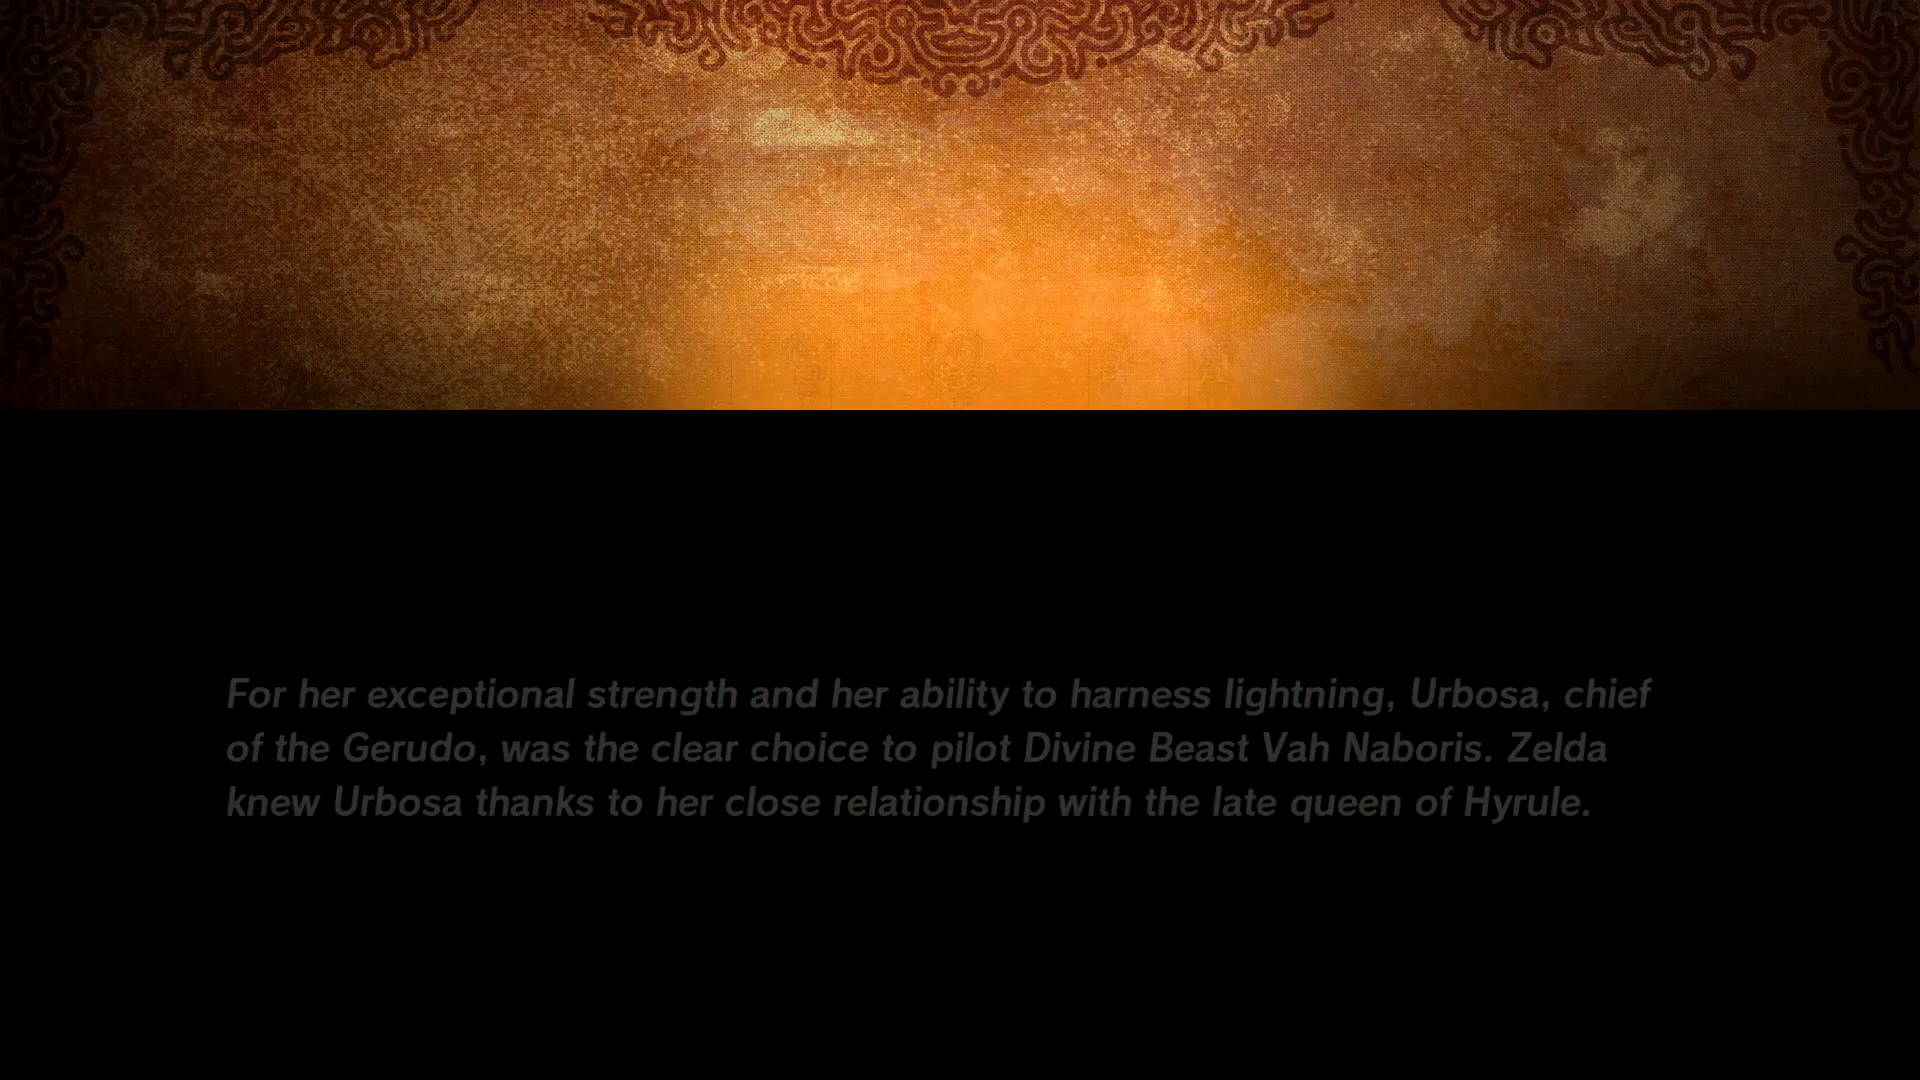 For her exceptional strength and her ability to harness lightning, Urbosa, chief
of the Gerudo, was the clear choice to pilot Divine Beast Vah Naboris. Zelda
knew Urbosa thanks to her close relationship with the late queen of Hyrule.